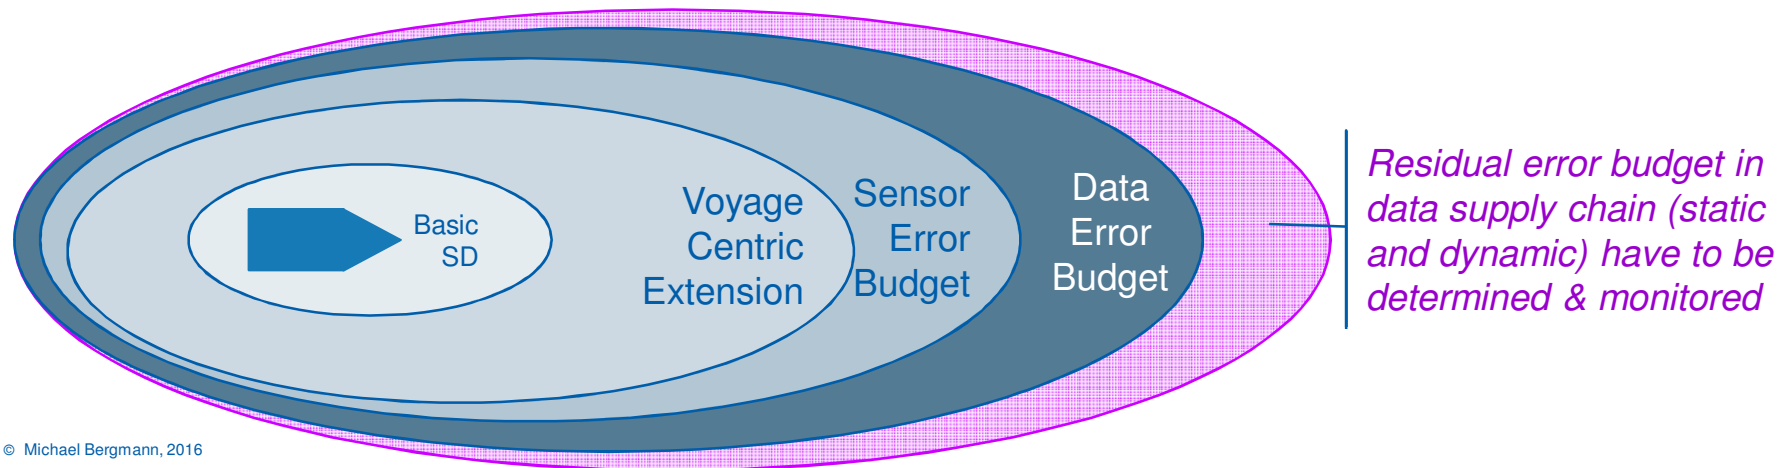 Basic
SD
Voyage
Centric
Extension
Sensor
Error
Budget
Data
Error
Budget
Residual error budget in
data supply chain (static
and dynamic) have to be
determined & monitored
© Michael Bergmann, 2016